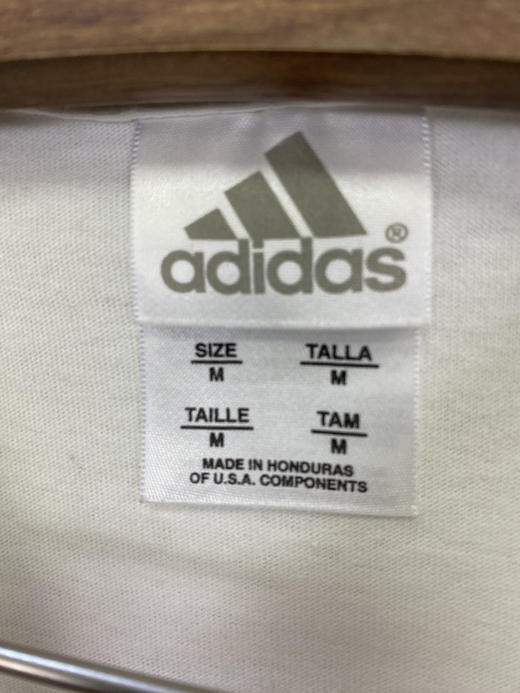 adidas®
SIZE TALLA
M M
TAILLE TAM
M M
MADE IN HONDURAS
OF U.S.A. COMPONENTS